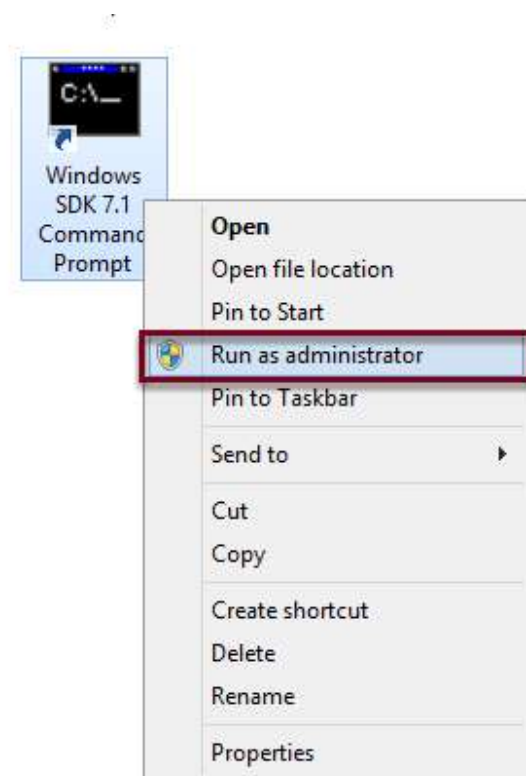 C:\_
Windows
SDK 7.1
Command
Prompt
Open
Open file location
Pin to Start
Run as administrator
Pin to Taskbar
Send to
Cut
Copy
Create shortcut
Delete
Rename
Properties